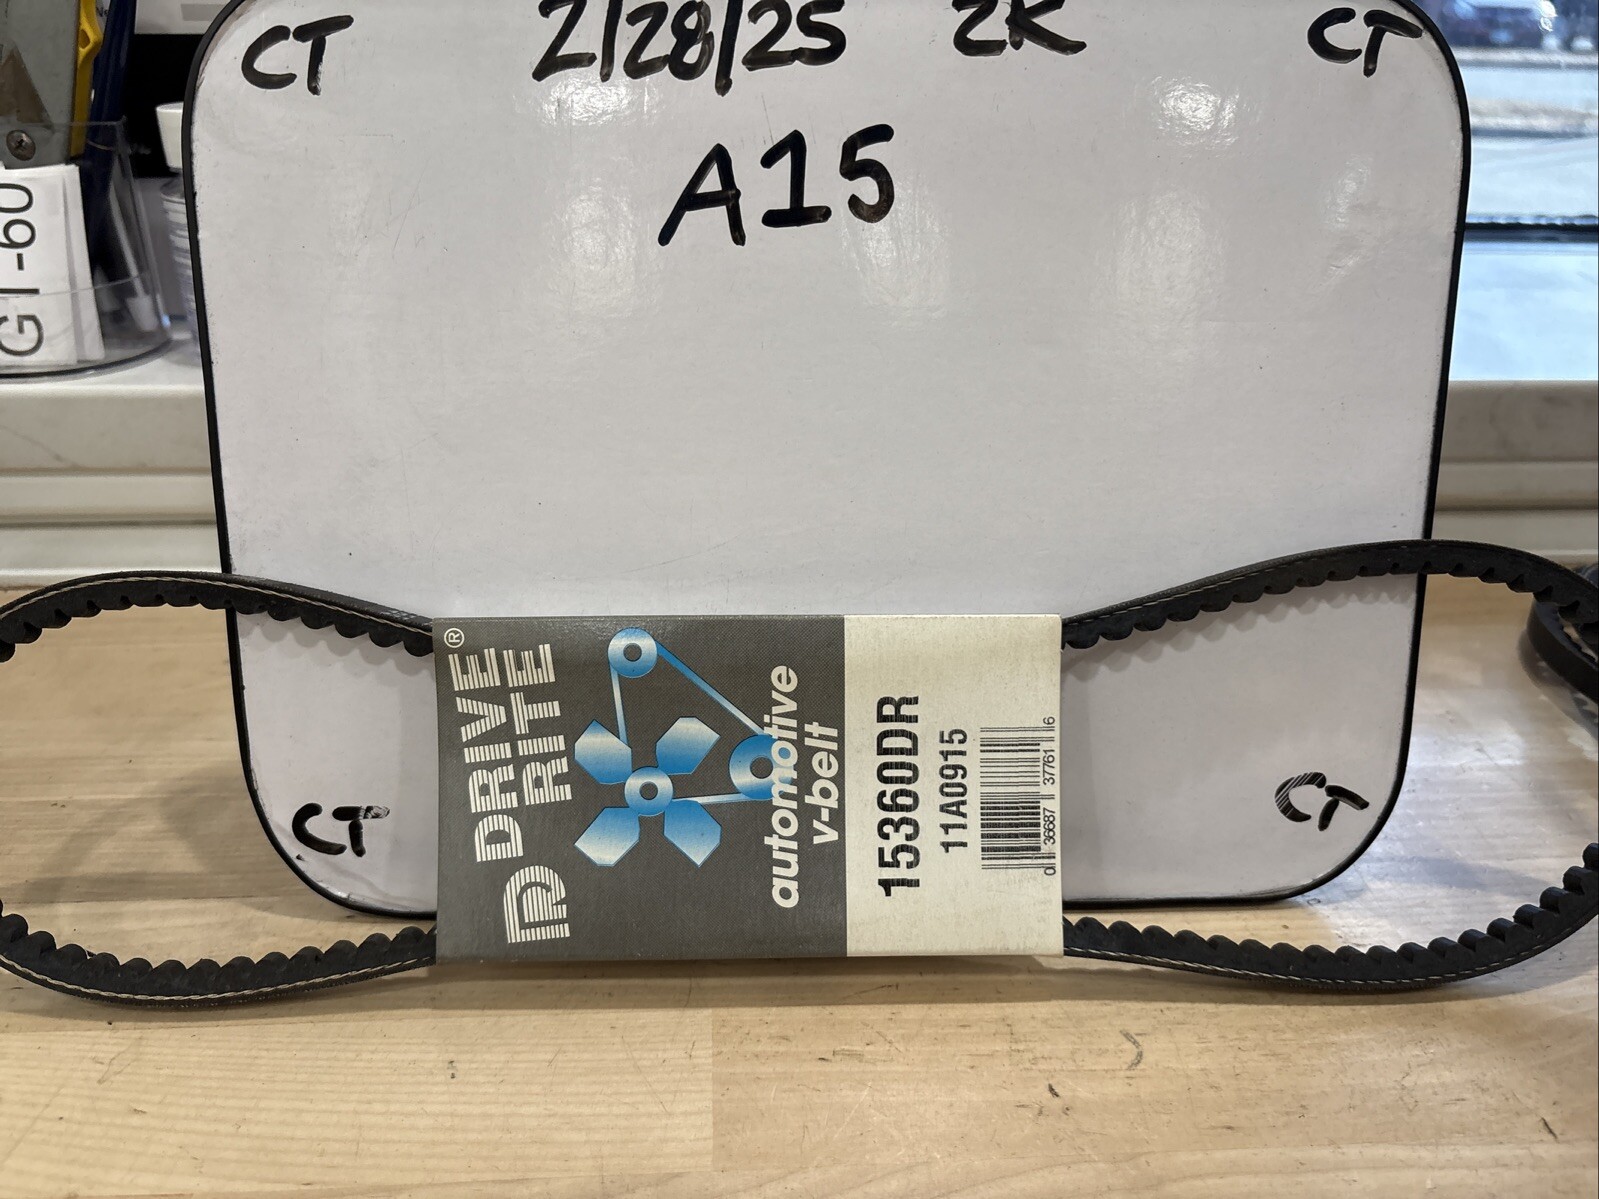 CT 2/28/25 2K CT
A15
GT-60
DRIVE®
RITE
automotive
v-belt
15360DR
11A0915
0 36687 37761 6
CT
CT